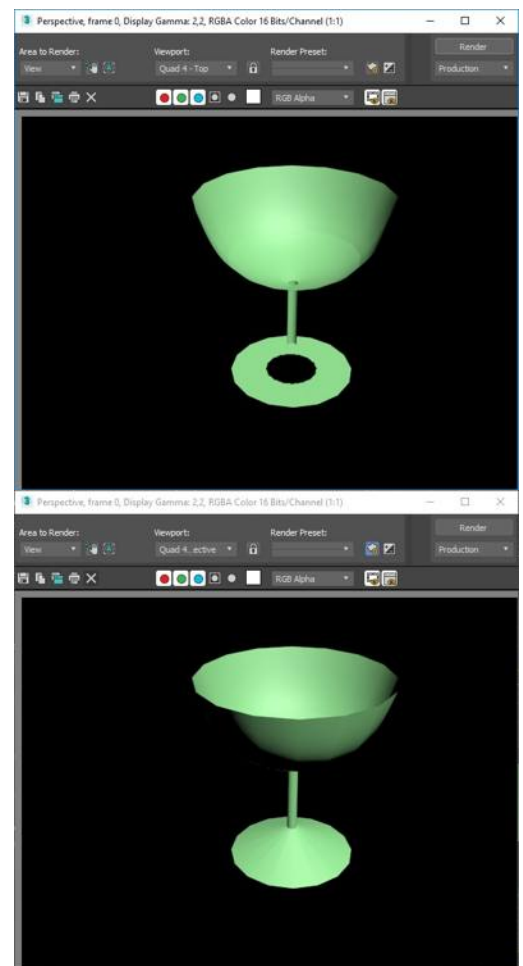 Perspective, frame 0, Display Gamma: 2,2, RGBA Color 16 Bits/Channel (1:1)
Area to Render: Viewport: Render Preset: Render
View Quad 4 - Top Production
RGB Alpha
Perspective, frame 0, Display Gamma: 2,2, RGBA Color 16 Bits/Channel (1:1)
Area to Render: Viewport: Render Preset: Render
View Quad 4...ective Production
RGB Alpha